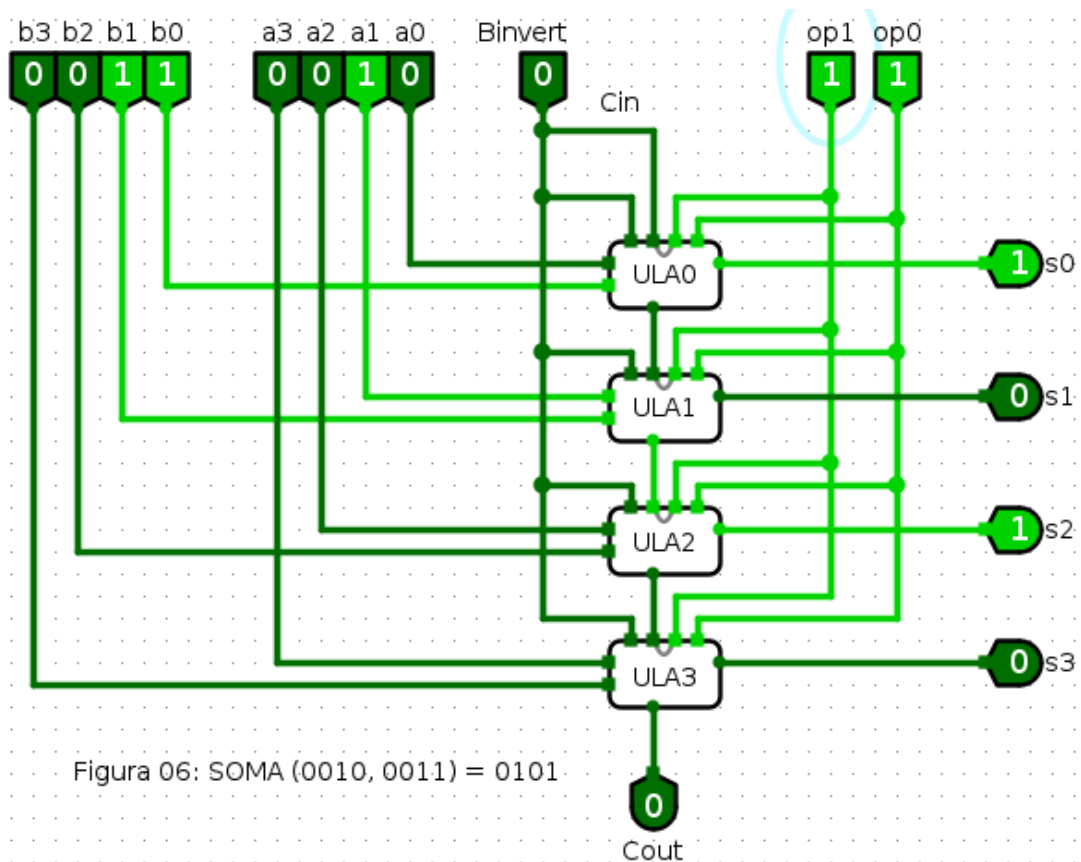 b3 b2 b1 b0 a3 a2 a1 a0 Binvert op1 op0
0 0 1 1 0 0 1 0 0 1 1
Cin
ULA0 1 s0
ULA1 0 s1
ULA2 1 s2
ULA3 0 s3
Figura 06: SOMA (0010, 0011) = 0101
0
Cout